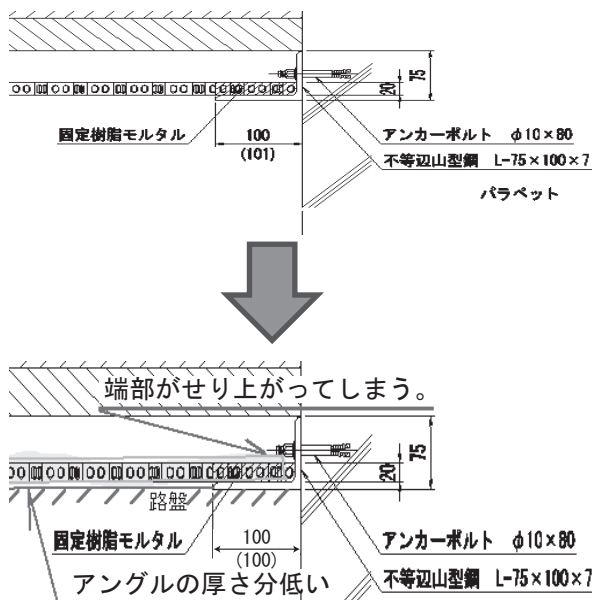 75
20
固定樹脂モルタル
100
(101)
アンカーボルト φ10×80
不等辺山型鋼 L-75×100×7
パラペット
端部がせり上がってしまう。
75
20
路盤
固定樹脂モルタル
100
(100)
アンカーボルト φ10×80
アングルの厚さ分低い
不等辺山型鋼 L-75×100×7